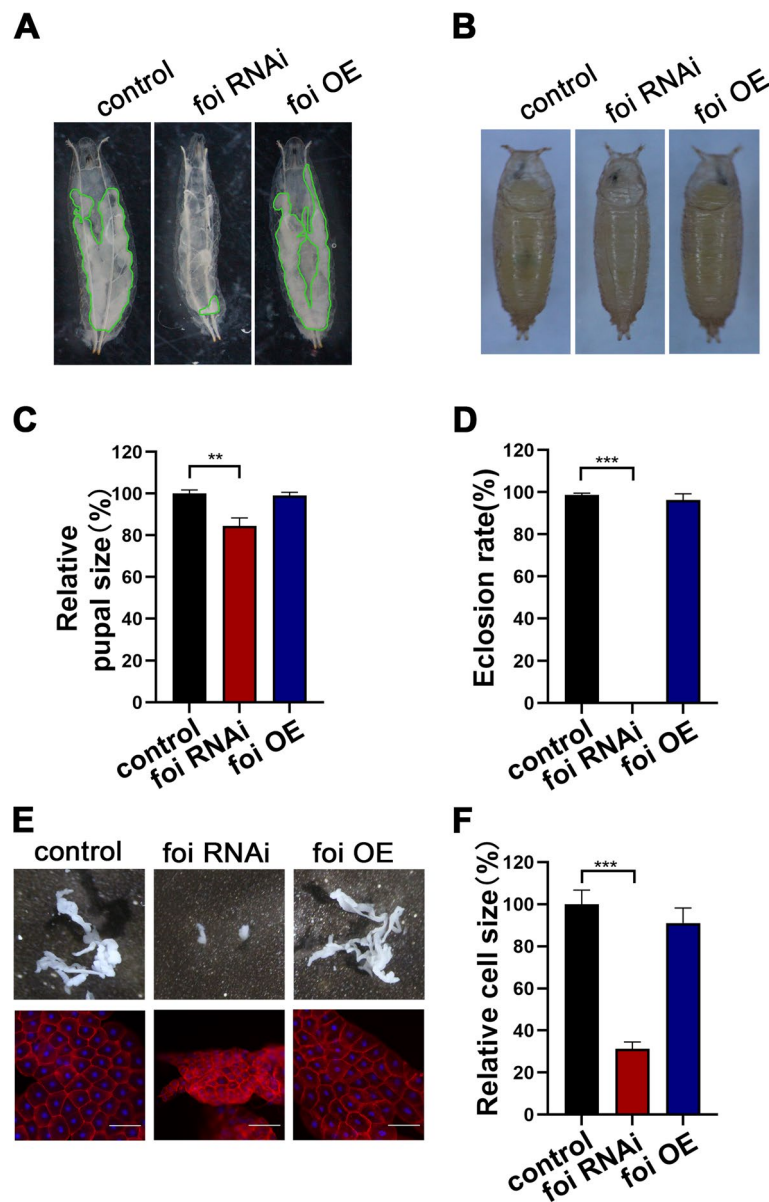 A
control
foi RNAi
foi OE
B
control
foi RNAi
foi OE
C
120
100
80
60
40
20
0
Relative
pupal size(%)
**
control
foi RNAi
foi OE
D
120
100
80
60
40
20
0
Eclosion rate(%)
***
control
foi RNAi
foi OE
E
control
foi RNAi
foi OE
F
120
100
80
60
40
20
0
Relative cell size(%)
***
control
foi RNAi
foi OE